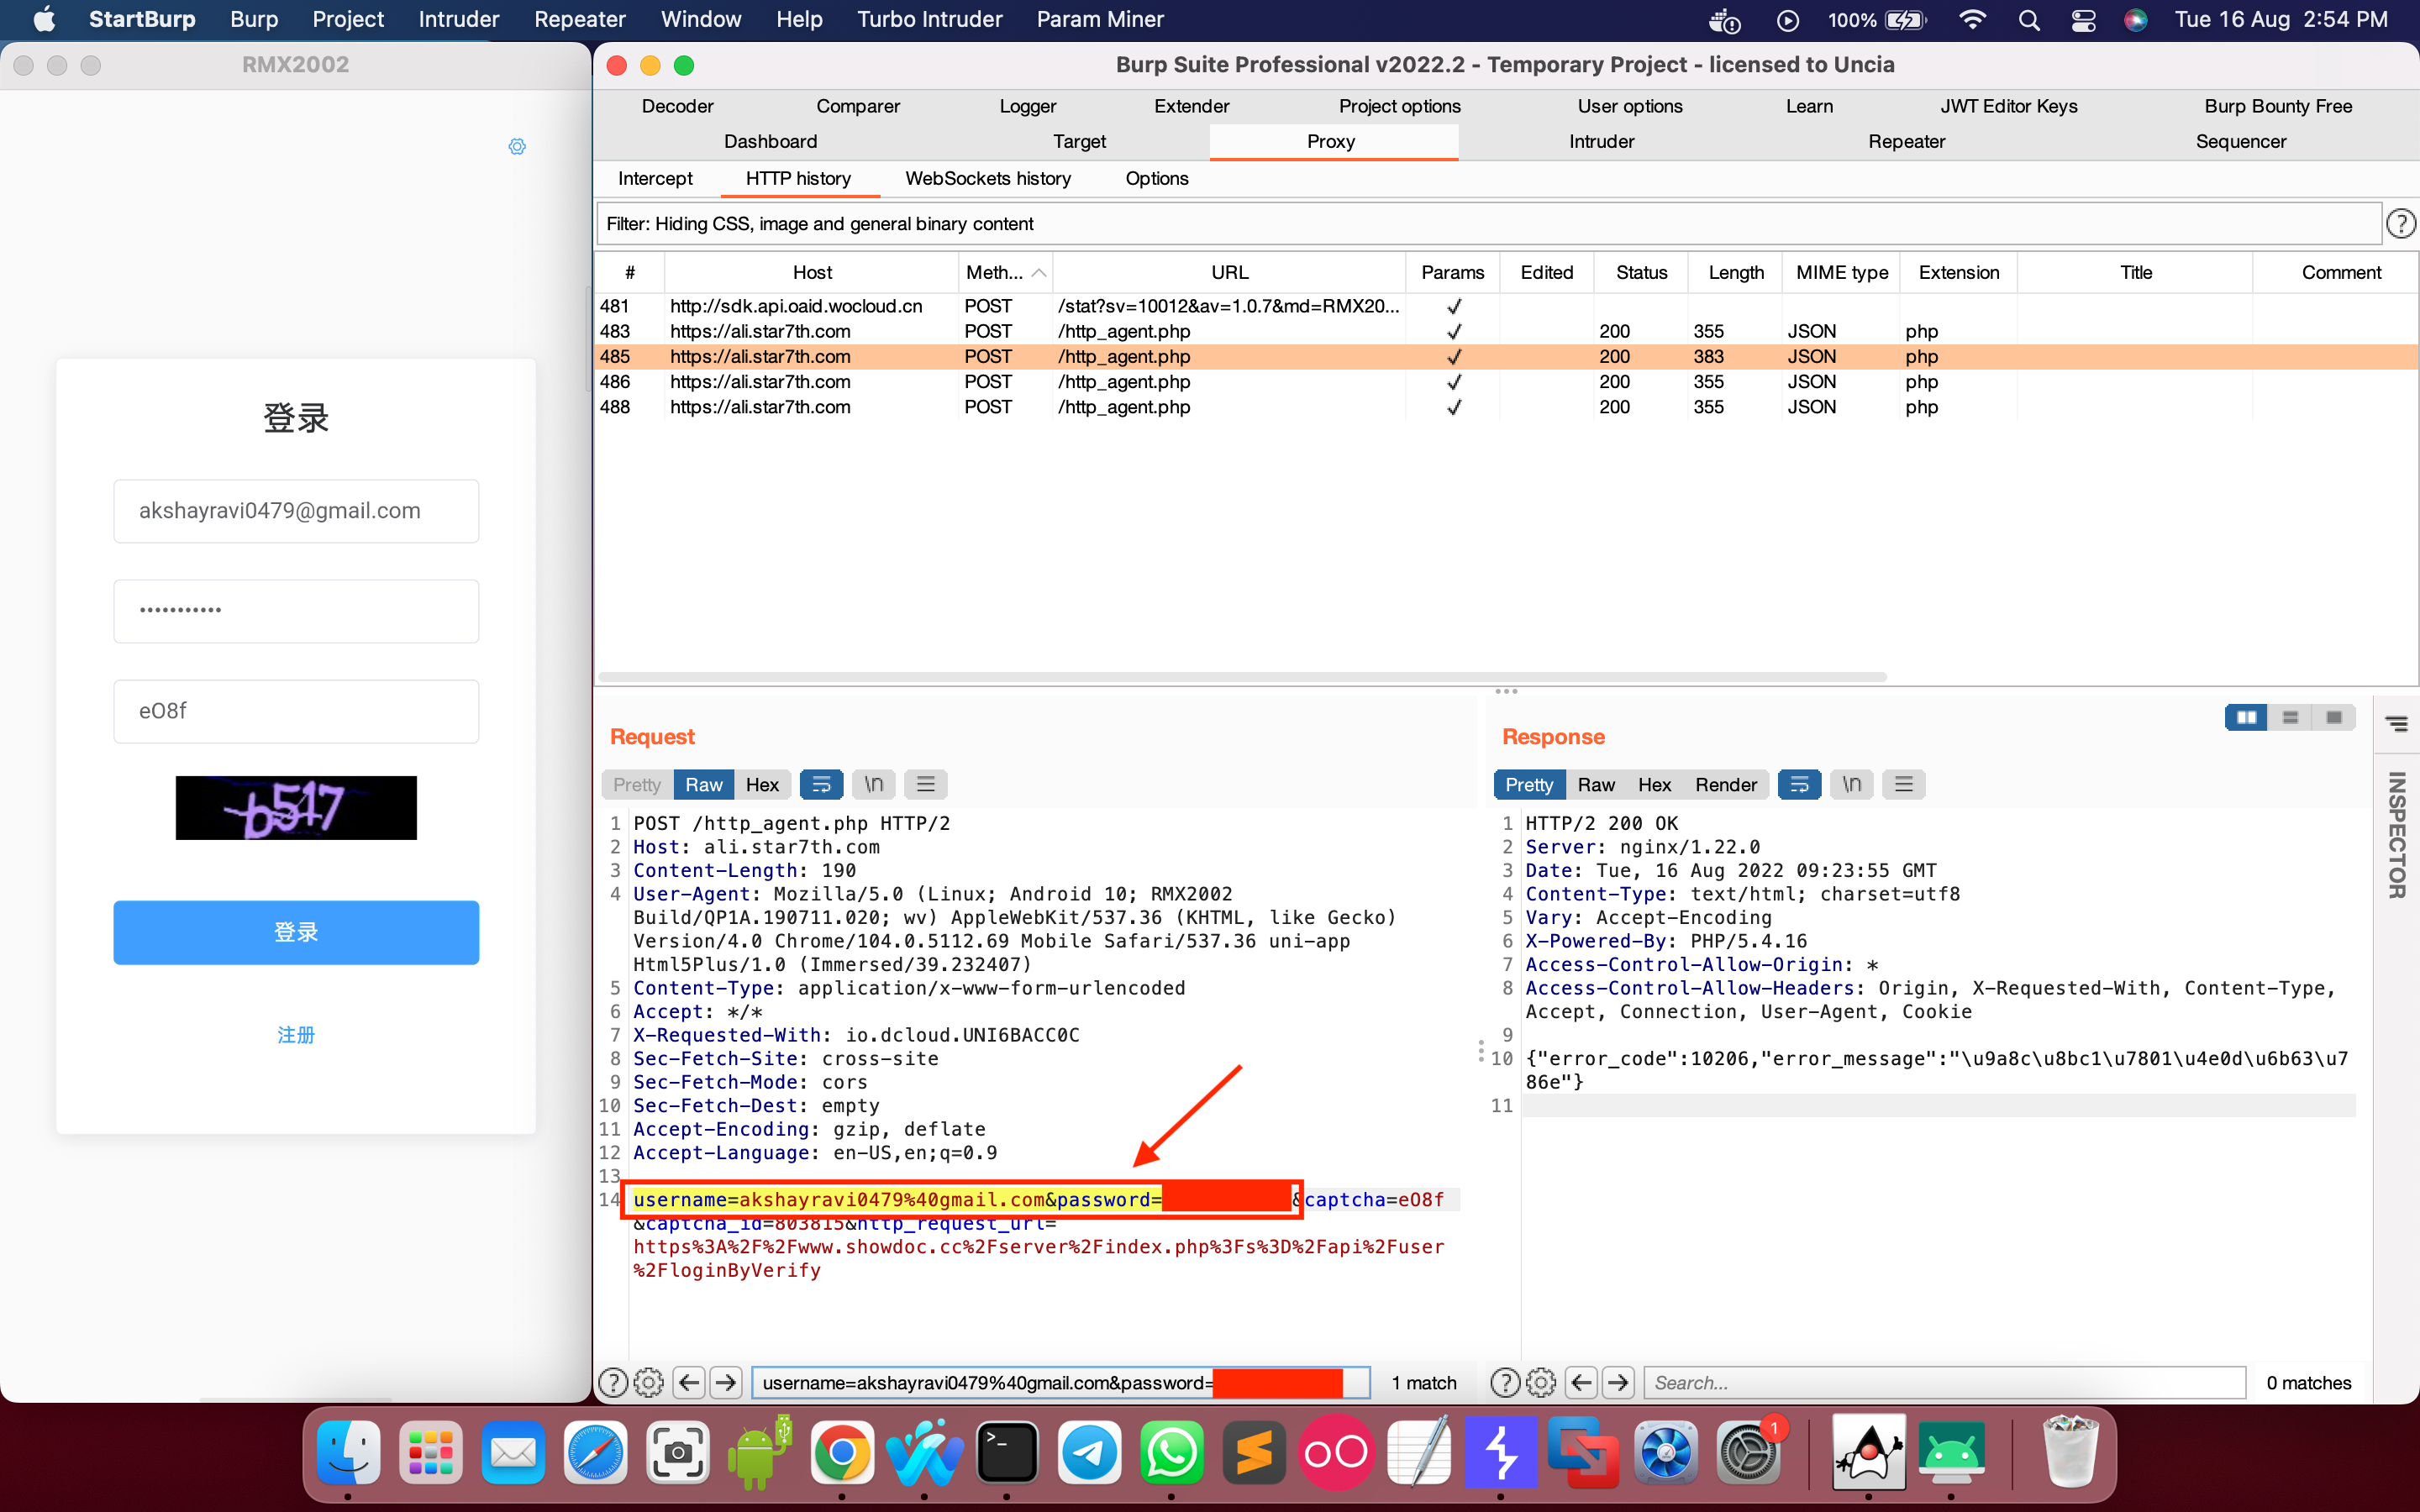 StartBurp Burp Project Intruder Repeater Window Help Turbo Intruder Param Miner 100% Tue 16 Aug 2:54 PM
RMX2002
登录
akshayravi0479@gmail.com
•••••••••••
eO8f
b517
登录
注册
Burp Suite Professional v2022.2 - Temporary Project - licensed to Uncia
Decoder Comparer Logger Extender Project options User options Learn JWT Editor Keys Burp Bounty Free
Dashboard Target Proxy Intruder Repeater Sequencer
Intercept HTTP history WebSockets history Options
Filter: Hiding CSS, image and general binary content ?
# Host Meth... URL Params Edited Status Length MIME type Extension Title Comment
481 http://sdk.api.oaid.wocloud.cn POST /stat?sv=10012&av=1.0.7&md=RMX20... ✓
483 https://ali.star7th.com POST /http_agent.php ✓ 200 355 JSON php
485 https://ali.star7th.com POST /http_agent.php ✓ 200 383 JSON php
486 https://ali.star7th.com POST /http_agent.php ✓ 200 355 JSON php
488 https://ali.star7th.com POST /http_agent.php ✓ 200 355 JSON php
Request
Pretty Raw Hex \n
1 POST /http_agent.php HTTP/2
2 Host: ali.star7th.com
3 Content-Length: 190
4 User-Agent: Mozilla/5.0 (Linux; Android 10; RMX2002
Build/QP1A.190711.020; wv) AppleWebKit/537.36 (KHTML, like Gecko)
Version/4.0 Chrome/104.0.5112.69 Mobile Safari/537.36 uni-app
Html5Plus/1.0 (Immersed/39.232407)
5 Content-Type: application/x-www-form-urlencoded
6 Accept: */*
7 X-Requested-With: io.dcloud.UNI6BACC0C
8 Sec-Fetch-Site: cross-site
9 Sec-Fetch-Mode: cors
10 Sec-Fetch-Dest: empty
11 Accept-Encoding: gzip, deflate
12 Accept-Language: en-US,en;q=0.9
13
14 username=akshayravi0479%40gmail.com&password= &captcha=eO8f
&captcha_id=803815&http_request_url=
https%3A%2F%2Fwww.showdoc.cc%2Fserver%2Findex.php%3Fs%3D%2Fapi%2Fuser
%2FloginByVerify
? username=akshayravi0479%40gmail.com&password= 1 match
Response
Pretty Raw Hex Render \n
1 HTTP/2 200 OK
2 Server: nginx/1.22.0
3 Date: Tue, 16 Aug 2022 09:23:55 GMT
4 Content-Type: text/html; charset=utf8
5 Vary: Accept-Encoding
6 X-Powered-By: PHP/5.4.16
7 Access-Control-Allow-Origin: *
8 Access-Control-Allow-Headers: Origin, X-Requested-With, Content-Type,
Accept, Connection, User-Agent, Cookie
9
10 {"error_code":10206,"error_message":"\u9a8c\u8bc1\u7801\u4e0d\u6b63\u7
86e"}
11
? Search... 0 matches
INSPECTOR
>_
1